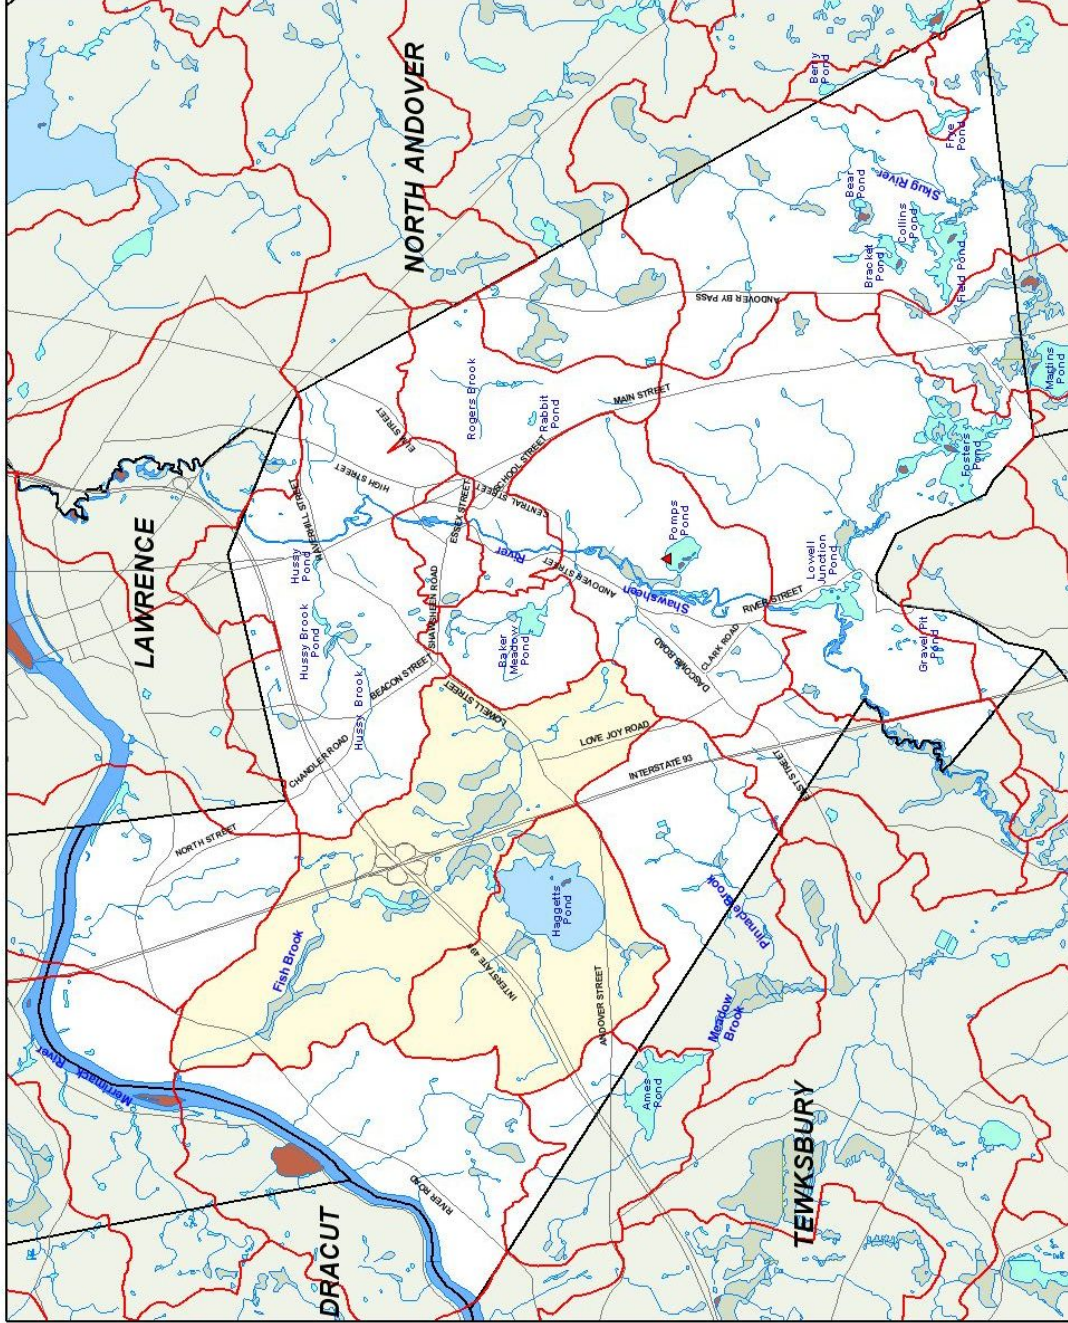 NORTH ANDOVER
LAWRENCE
DRACUT
TEWKSBURY
Merrimack River
Fish Brook
Haggetts
Pond
Ames
Pond
Meadow
Brook
Pinnacle Brook
Hussy Brook
Hussy Brook
Pond
Hussy
Pond
Baker
Meadow
Pond
Rogers Brook
Rabbit
Pond
Pomps
Pond
Shawsheen
River
Lowell
Junction
Pond
Gravel Pit
Pond
Fosters
Pond
Martins
Pond
Field Pond
Collins
Pond
Bracket
Pond
Bear
Pond
Skug River
Frye
Pond
Berry
Pond
NORTH STREET
CHANDLER ROAD
BEACON STREET
SHAWSHEEN ROAD
HAVERHILL STREET
HIGH STREET
ELM STREET
ESSEX STREET
SCHOOL STREET
CENTRAL STREET
MAIN STREET
ANDOVER BY PASS
ANDOVER STREET
LOWELL STREET
LOVE JOY ROAD
INTERSTATE 93
DASCOMB ROAD
CLARK ROAD
RIVER STREET
EAST STREET
ANDOVER STREET
INTERSTATE 495
RIVER ROAD